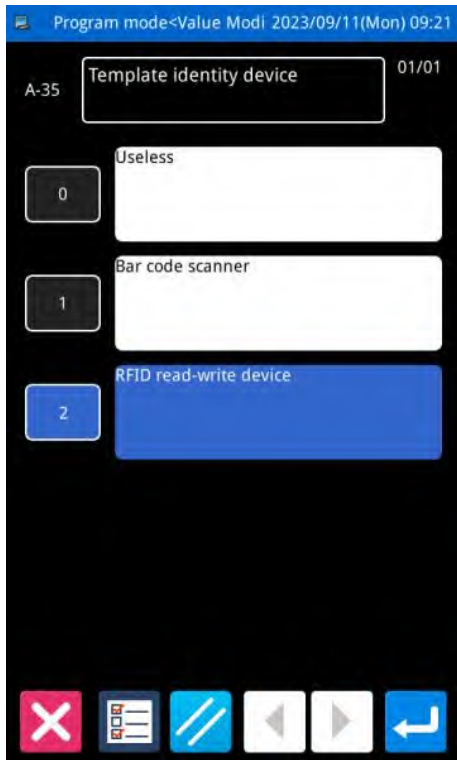 Program mode<Value Modi 2023/09/11(Mon) 09:21
A-35
Template identity device
01/01
0
Useless
1
Bar code scanner
2
RFID read-write device